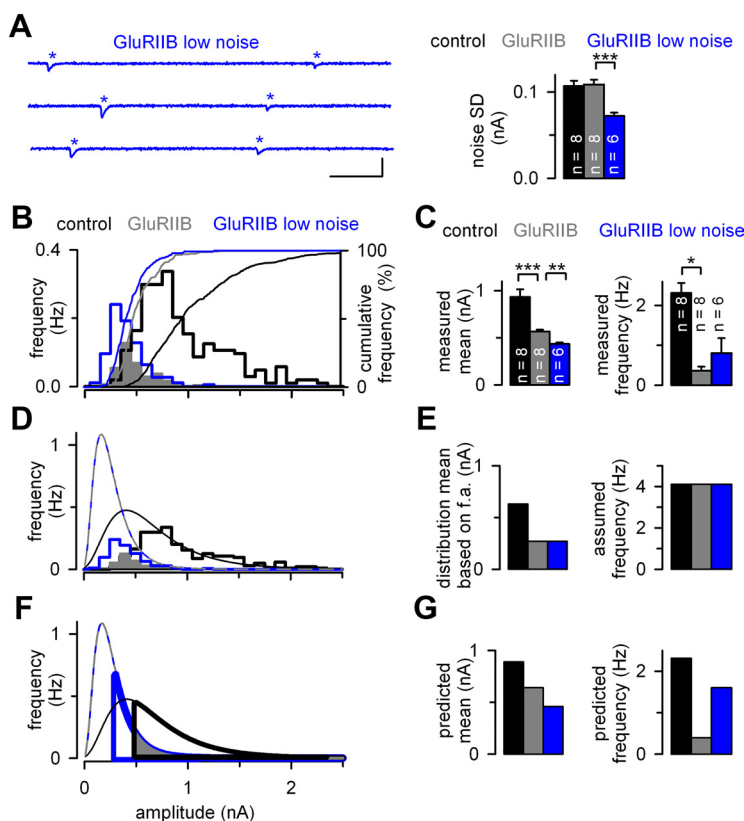 A
GluRIIB low noise
* *
* *
* *
control GluRIIB GluRIIB low noise
***
noise SD
(nA)
0.1
0.0
n = 8
n = 8
n = 6
B
control GluRIIB GluRIIB low noise
frequency
(Hz)
0.4
0.0
100
50
0
cumulative
frequency (%)
C
control GluRIIB GluRIIB low noise
measured
mean (nA)
1
0
*** **
n = 8
n = 8
n = 6
measured
frequency (Hz)
2
0
*
n = 8
n = 8
n = 6
D
frequency
(Hz)
1
0
E
distribution mean
based on f.a. (nA)
1
0
assumed
frequency (Hz)
4
2
0
F
frequency
(Hz)
1
0
0 1 2
amplitude (nA)
G
predicted
mean (nA)
1
0
predicted
frequency (Hz)
2
0